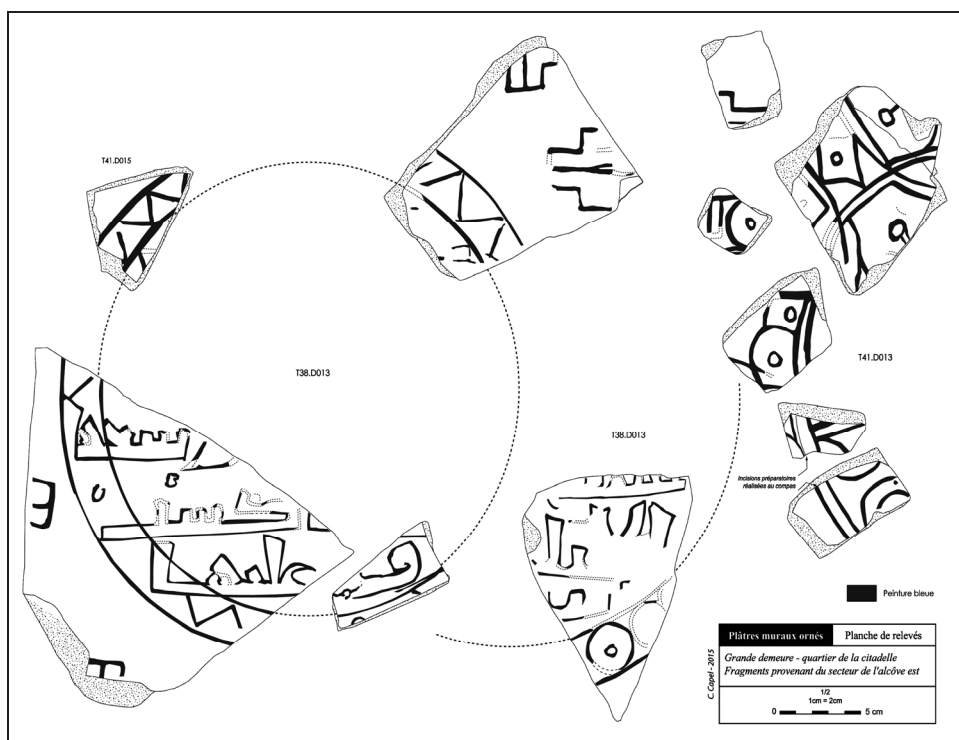 T41.D015
T38.D013
T38.D013
T41.D013
Incisions préparatoires
réalisées au compas
Peinture bleue
Plâtres muraux ornés
Planche de relevés
Grande demeure - quartier de la citadelle
Fragments provenant du secteur de l'alcôve est
1/2
1cm = 2cm
0 5 cm
C. Capel - 2015